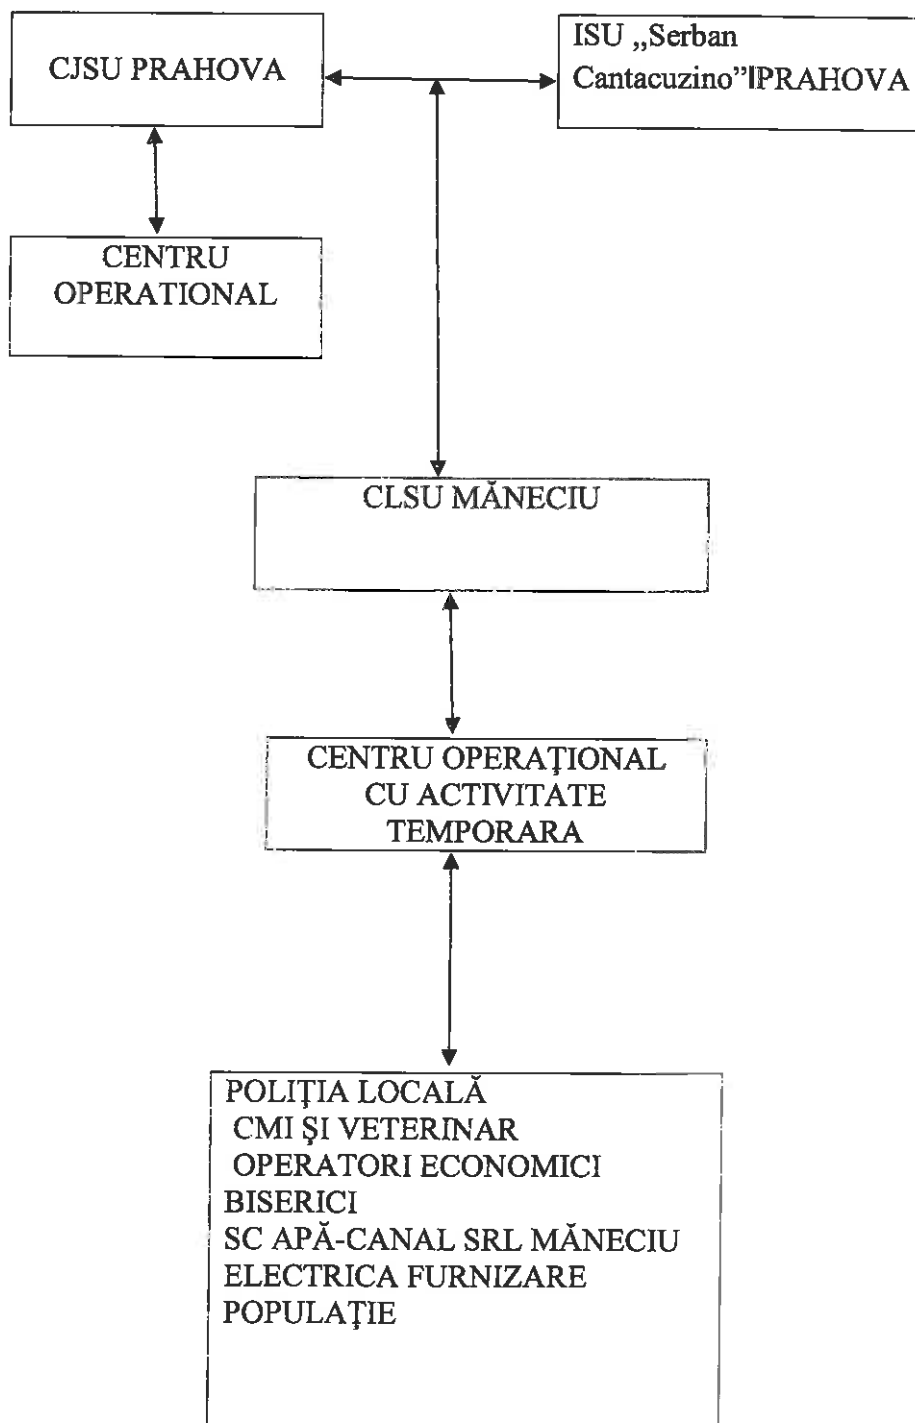 CJSU PRAHOVA
ISU „Serban
Cantacuzino” PRAHOVA
CENTRU
OPERATIONAL
CLSU MĂNECIU
CENTRU OPERAŢIONAL
CU ACTIVITATE
TEMPORARA
POLIŢIA LOCALĂ
CMI ŞI VETERINAR
OPERATORI ECONOMICI
BISERICI
SC APĂ-CANAL SRL MĂNECIU
ELECTRICA FURNIZARE
POPULAŢIE